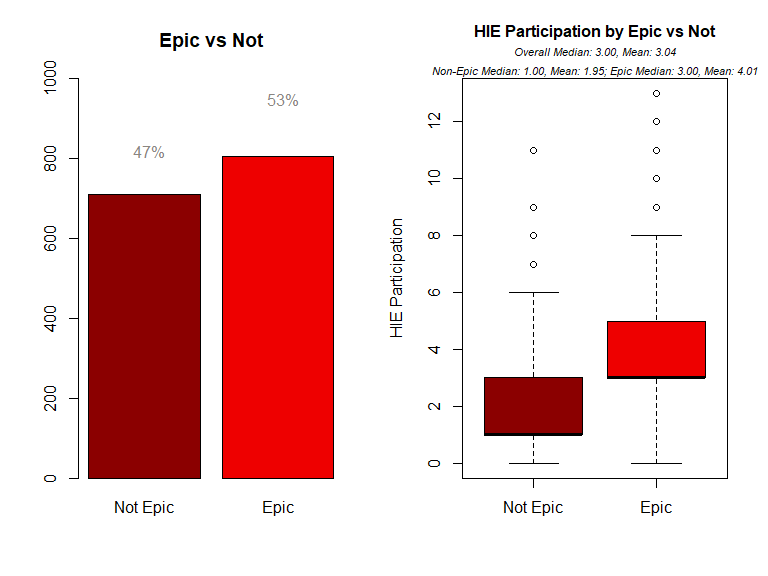 Epic vs Not
1000
800
600
400
200
0
47%
53%
Not Epic
Epic
HIE Participation by Epic vs Not
Overall Median: 3.00, Mean: 3.04
Non-Epic Median: 1.00, Mean: 1.95; Epic Median: 3.00, Mean: 4.01
HIE Participation
12
10
8
6
4
2
0
Not Epic
Epic